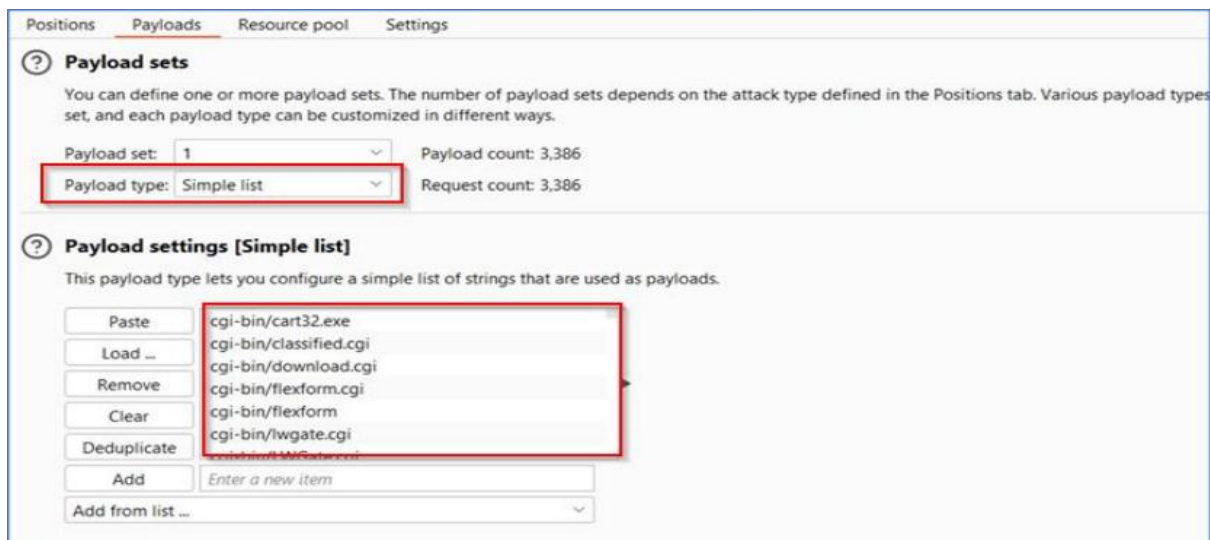 Positions Payloads Resource pool Settings
Payload sets
You can define one or more payload sets. The number of payload sets depends on the attack type defined in the Positions tab. Various payload types
set, and each payload type can be customized in different ways.
Payload set: 1 Payload count: 3,386
Payload type: Simple list Request count: 3,386
Payload settings [Simple list]
This payload type lets you configure a simple list of strings that are used as payloads.
Paste cgi-bin/cart32.exe
Load ... cgi-bin/classified.cgi
cgi-bin/download.cgi
Remove cgi-bin/flexform.cgi
Clear cgi-bin/flexform
cgi-bin/lwgate.cgi
Deduplicate
Add Enter a new item
Add from list ...